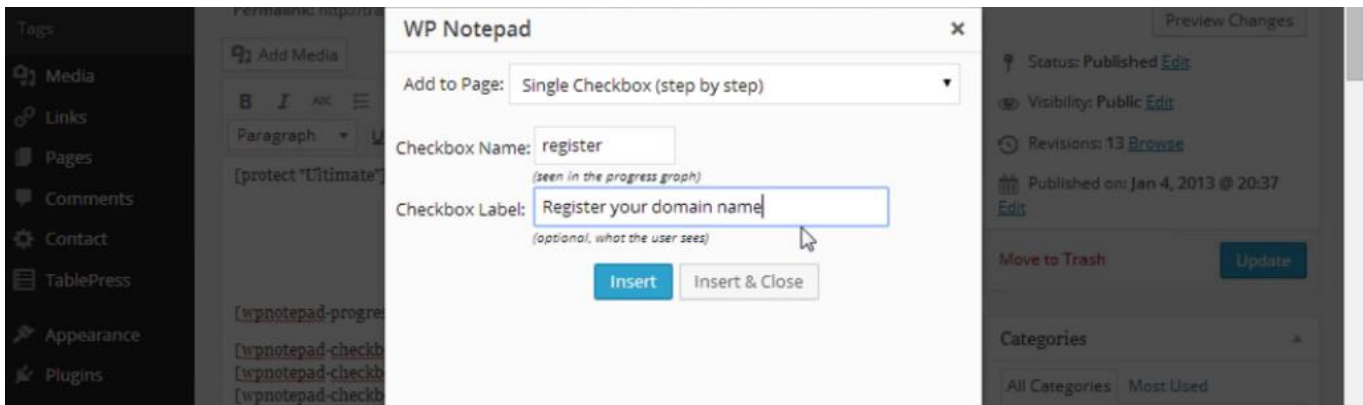 Tags
Media
Links
Pages
Comments
Contact
TablePress
Appearance
Plugins
Add Media
B I ABC
Paragraph
[protect "Ultimate"]
[wpnotepad-progre
[wpnotepad-checkb
[wpnotepad-checkb
[wpnotepad-checkb
WP Notepad ×
Add to Page: Single Checkbox (step by step)
Checkbox Name: register
(seen in the progress graph)
Checkbox Label: Register your domain name
(optional, what the user sees)
Insert Insert & Close
Preview Changes
Status: Published Edit
Visibility: Public Edit
Revisions: 13 Browse
Published on: Jan 4, 2013 @ 20:37
Edit
Move to Trash Update
Categories
All Categories Most Used